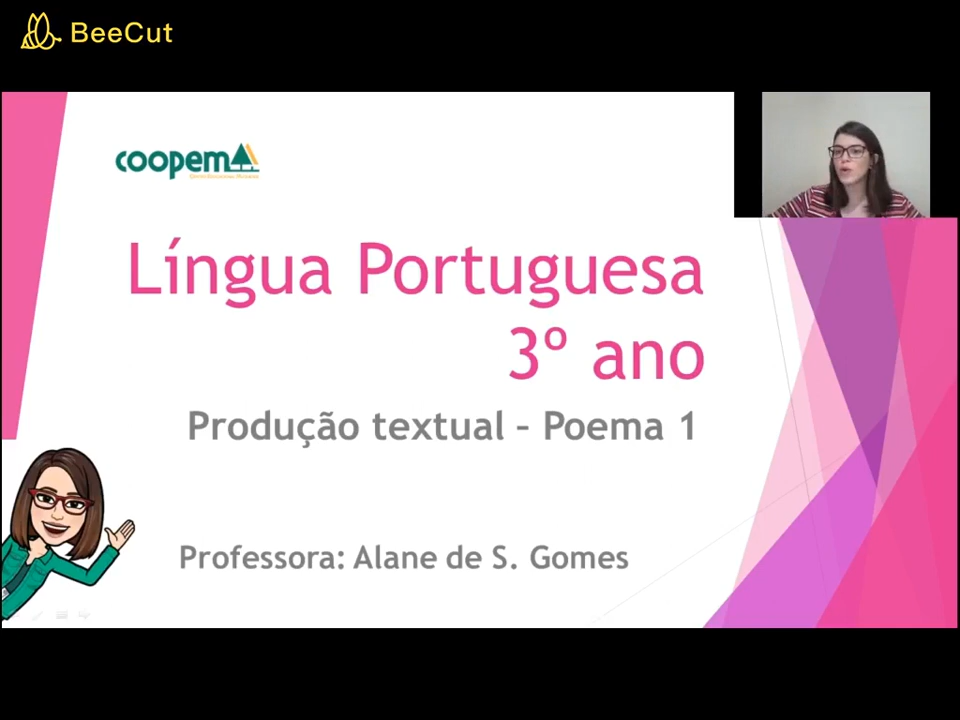 BeeCut
coopema
Língua Portuguesa
3º ano
Produção textual – Poema 1
Professora: Alane de S. Gomes